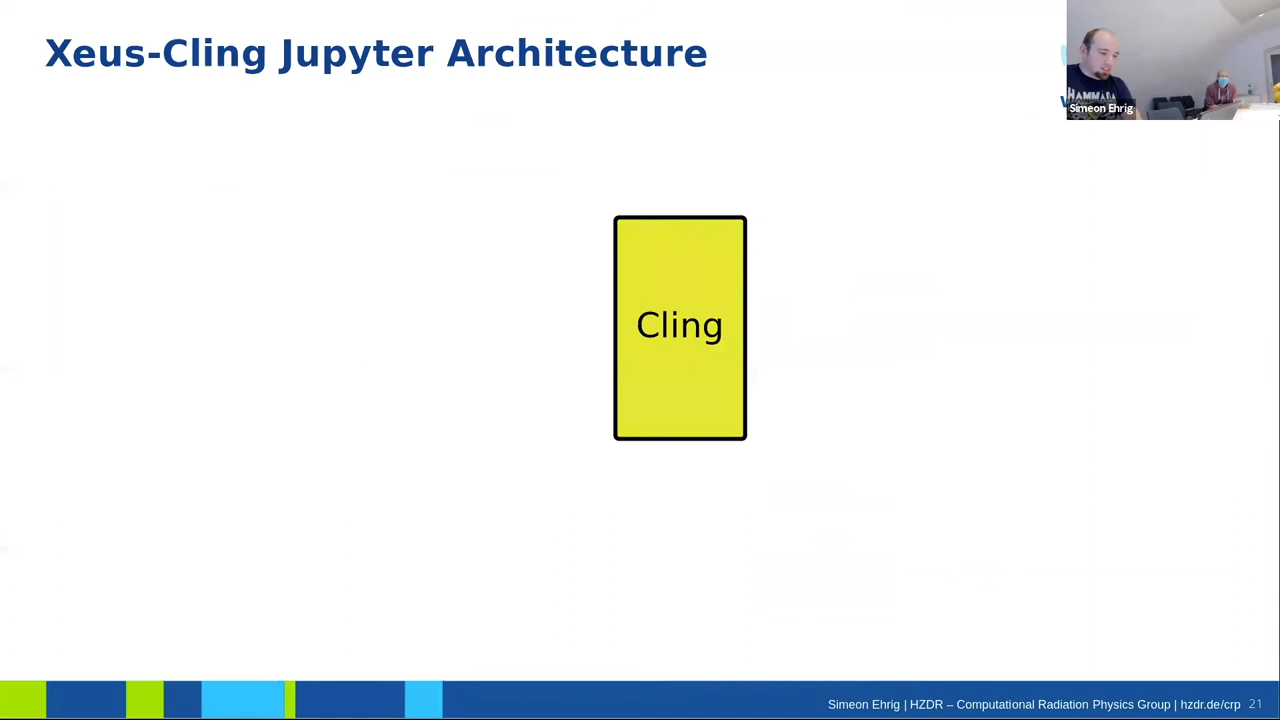 Xeus-Cling Jupyter Architecture
Simeon Ehrig
Cling
Simeon Ehrig | HZDR – Computational Radiation Physics Group | hzdr.de/crp 21